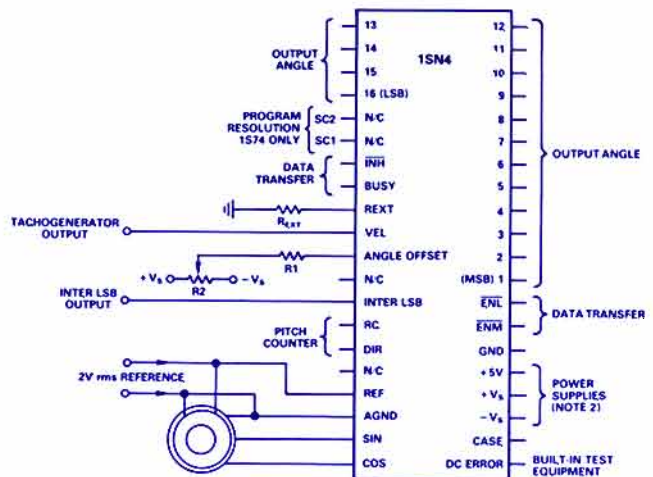 13
14
15
16 (LSB)
OUTPUT
ANGLE
PROGRAM
RESOLUTION
1S74 ONLY
SC2
N/C
SC1
N/C
DATA
TRANSFER
INH
BUSY
REXT
REXT
TACHOGENERATOR
OUTPUT
VEL
ANGLE OFFSET
R1
+VS
R2
-VS
N/C
INTER LSB
OUTPUT
INTER LSB
PITCH
COUNTER
RC
DIR
N/C
2V rms REFERENCE
REF
AGND
SIN
COS
1SN4
12
11
10
9
8
7
6
5
4
3
2
(MSB) 1
OUTPUT ANGLE
ENL
ENM
DATA TRANSFER
GND
+5V
+VS
-VS
POWER
SUPPLIES
(NOTE 2)
CASE
DC ERROR
BUILT-IN TEST
EQUIPMENT